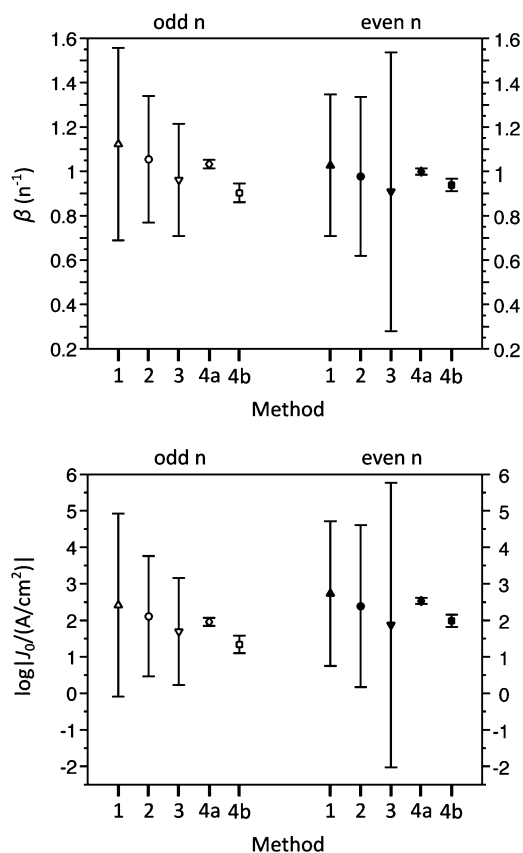 odd n even n
1.6 1.6
1.4 1.4
1.2 1.2
1 1
0.8 0.8
0.6 0.6
0.4 0.4
0.2 0.2
β (n⁻¹)
1 2 3 4a 4b 1 2 3 4a 4b
Method
odd n even n
6 6
5 5
4 4
3 3
2 2
1 1
0 0
-1 -1
-2 -2
log|J₀/(A/cm²)|
1 2 3 4a 4b 1 2 3 4a 4b
Method